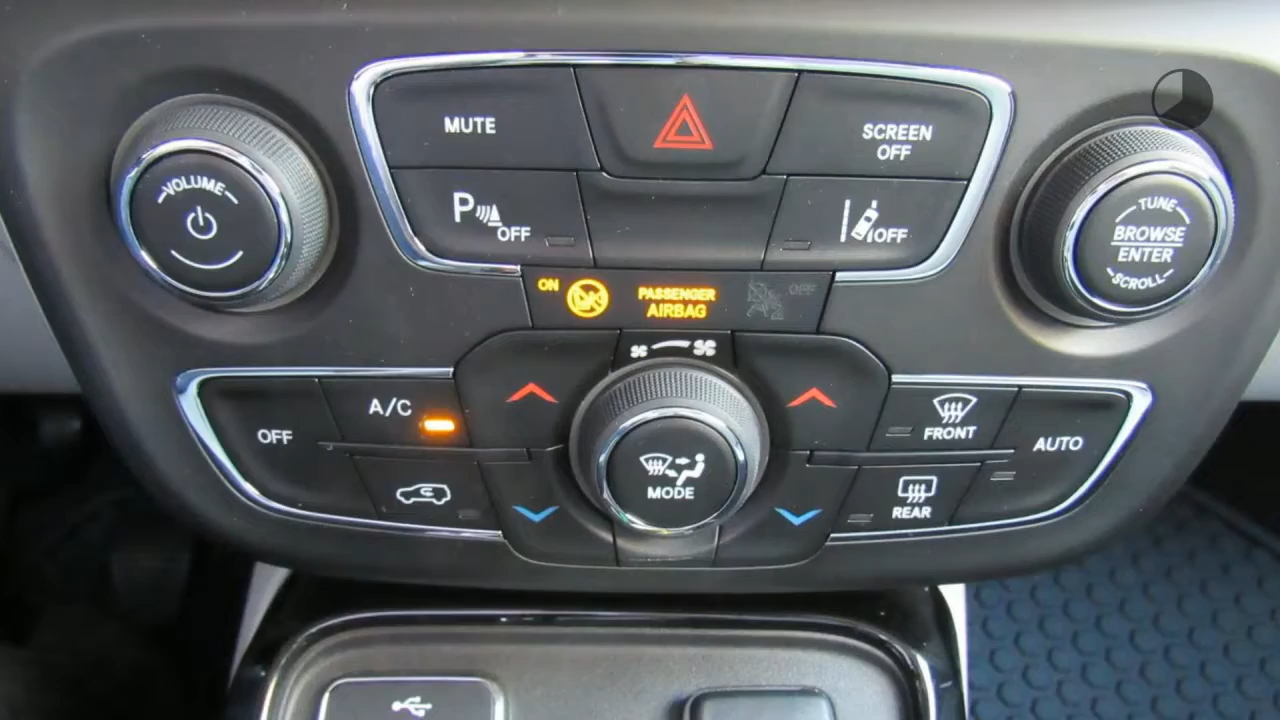 MUTE
SCREEN
OFF
VOLUME
P OFF
OFF
TUNE
BROWSE
ENTER
SCROLL
ON
PASSENGER
AIRBAG
OFF
OFF
A/C
MODE
FRONT
AUTO
REAR